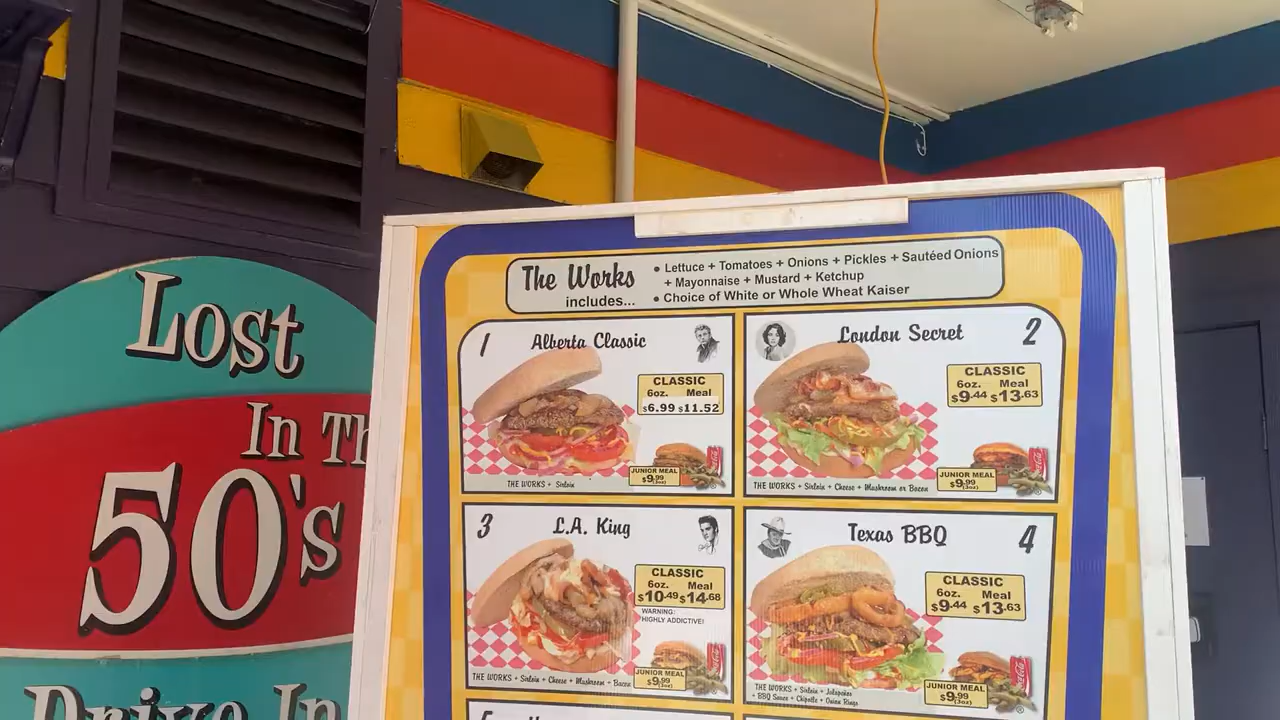 Lost
In Th
50's
Drive In
The Works
includes...
• Lettuce + Tomatoes + Onions + Pickles + Sautéed Onions
+ Mayonnaise + Mustard + Ketchup
• Choice of White or Whole Wheat Kaiser
1 Alberta Classic
CLASSIC
6oz. Meal
$6.99 $11.52
JUNIOR MEAL
$9.99
(3oz)
THE WORKS + Sirloin
London Secret 2
CLASSIC
6oz. Meal
$9.44 $13.63
JUNIOR MEAL
$9.99
(3oz)
THE WORKS + Sirloin + Cheese + Mushroom or Bacon
3 L.A. King
CLASSIC
6oz. Meal
$10.49 $14.68
WARNING:
HIGHLY ADDICTIVE!
JUNIOR MEAL
$9.99
(3oz)
THE WORKS + Sirloin + Cheese + Mushroom + Bacon
Texas BBQ 4
CLASSIC
6oz. Meal
$9.44 $13.63
JUNIOR MEAL
$9.99
(3oz)
THE WORKS + Sirloin + Jalapeños
+ BBQ Sauce + Chipotle + Onion Rings